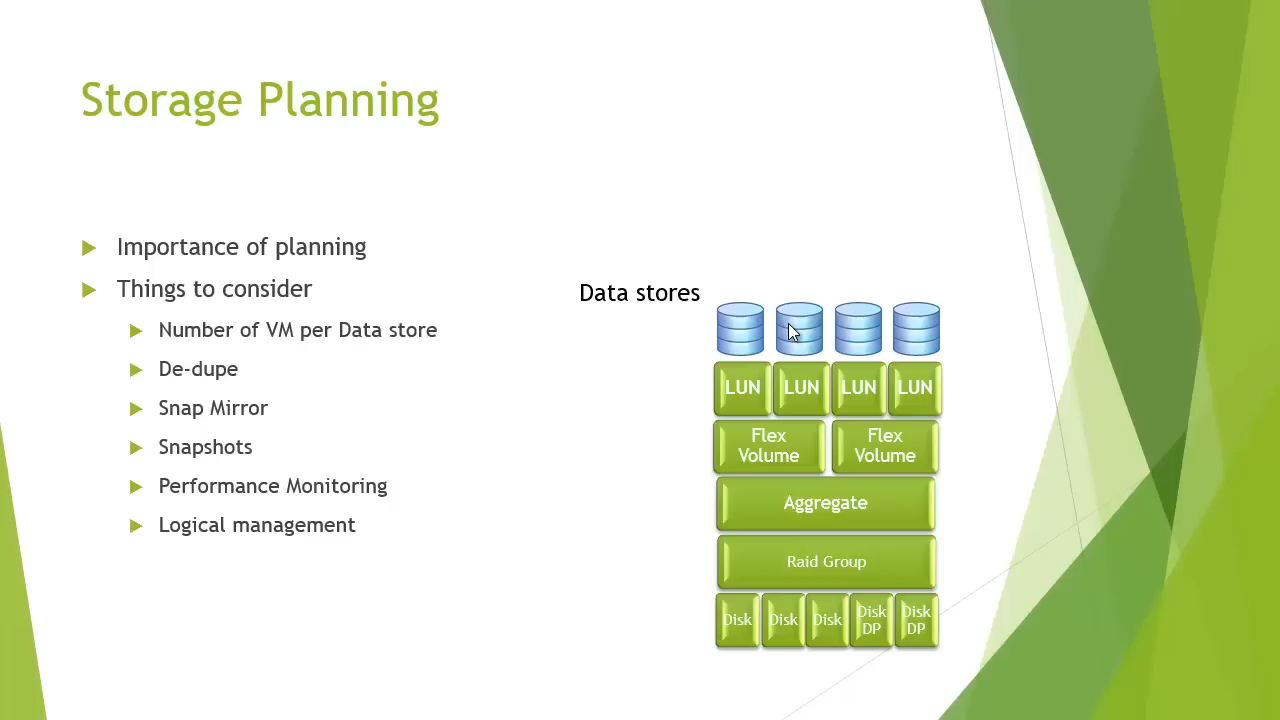 Storage Planning
Importance of planning
Things to consider
Number of VM per Data store
De-dupe
Snap Mirror
Snapshots
Performance Monitoring
Logical management
Data stores
LUN LUN LUN LUN
Flex Volume
Flex Volume
Aggregate
Raid Group
Disk Disk Disk Disk DP Disk DP